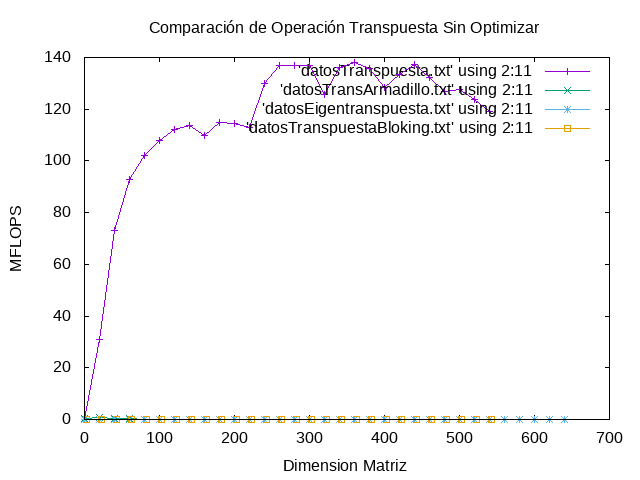 Comparación de Operación Transpuesta Sin Optimizar
MFLOPS
140
120
100
80
60
40
20
0
'datosTranspuesta.txt' using 2:11
'datosTransArmadillo.txt' using 2:11
'datosEigentranspuesta.txt' using 2:11
'datosTranspuestaBloking.txt' using 2:11
0 100 200 300 400 500 600 700
Dimension Matriz